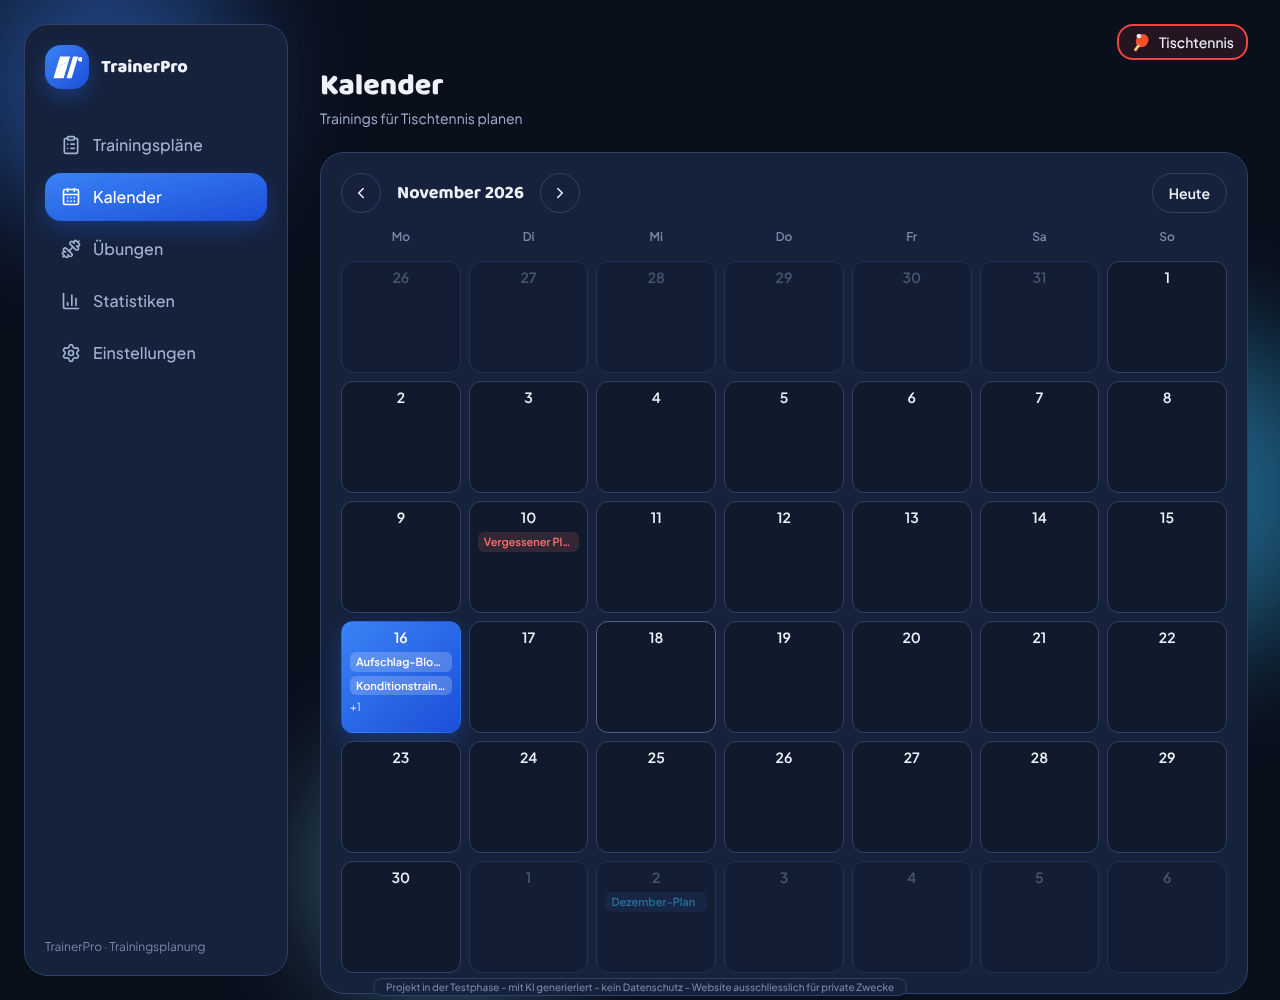 TrainerPro
Tischtennis
Trainingspläne
Kalender
Übungen
Statistiken
Einstellungen
TrainerPro · Trainingsplanung
Kalender
Trainings für Tischtennis planen
November 2026
Heute
Mo Di Mi Do Fr Sa So
26 27 28 29 30 31 1
2 3 4 5 6 7 8
9 10 11 12 13 14 15
Vergessener Pl...
16 17 18 19 20 21 22
Aufschlag-Blo...
Konditionstrain...
+1
23 24 25 26 27 28 29
30 1 2 3 4 5 6
Dezember-Plan
Projekt in der Testphase - mit KI generieriert - kein Datenschutz - Website ausschliesslich für private Zwecke